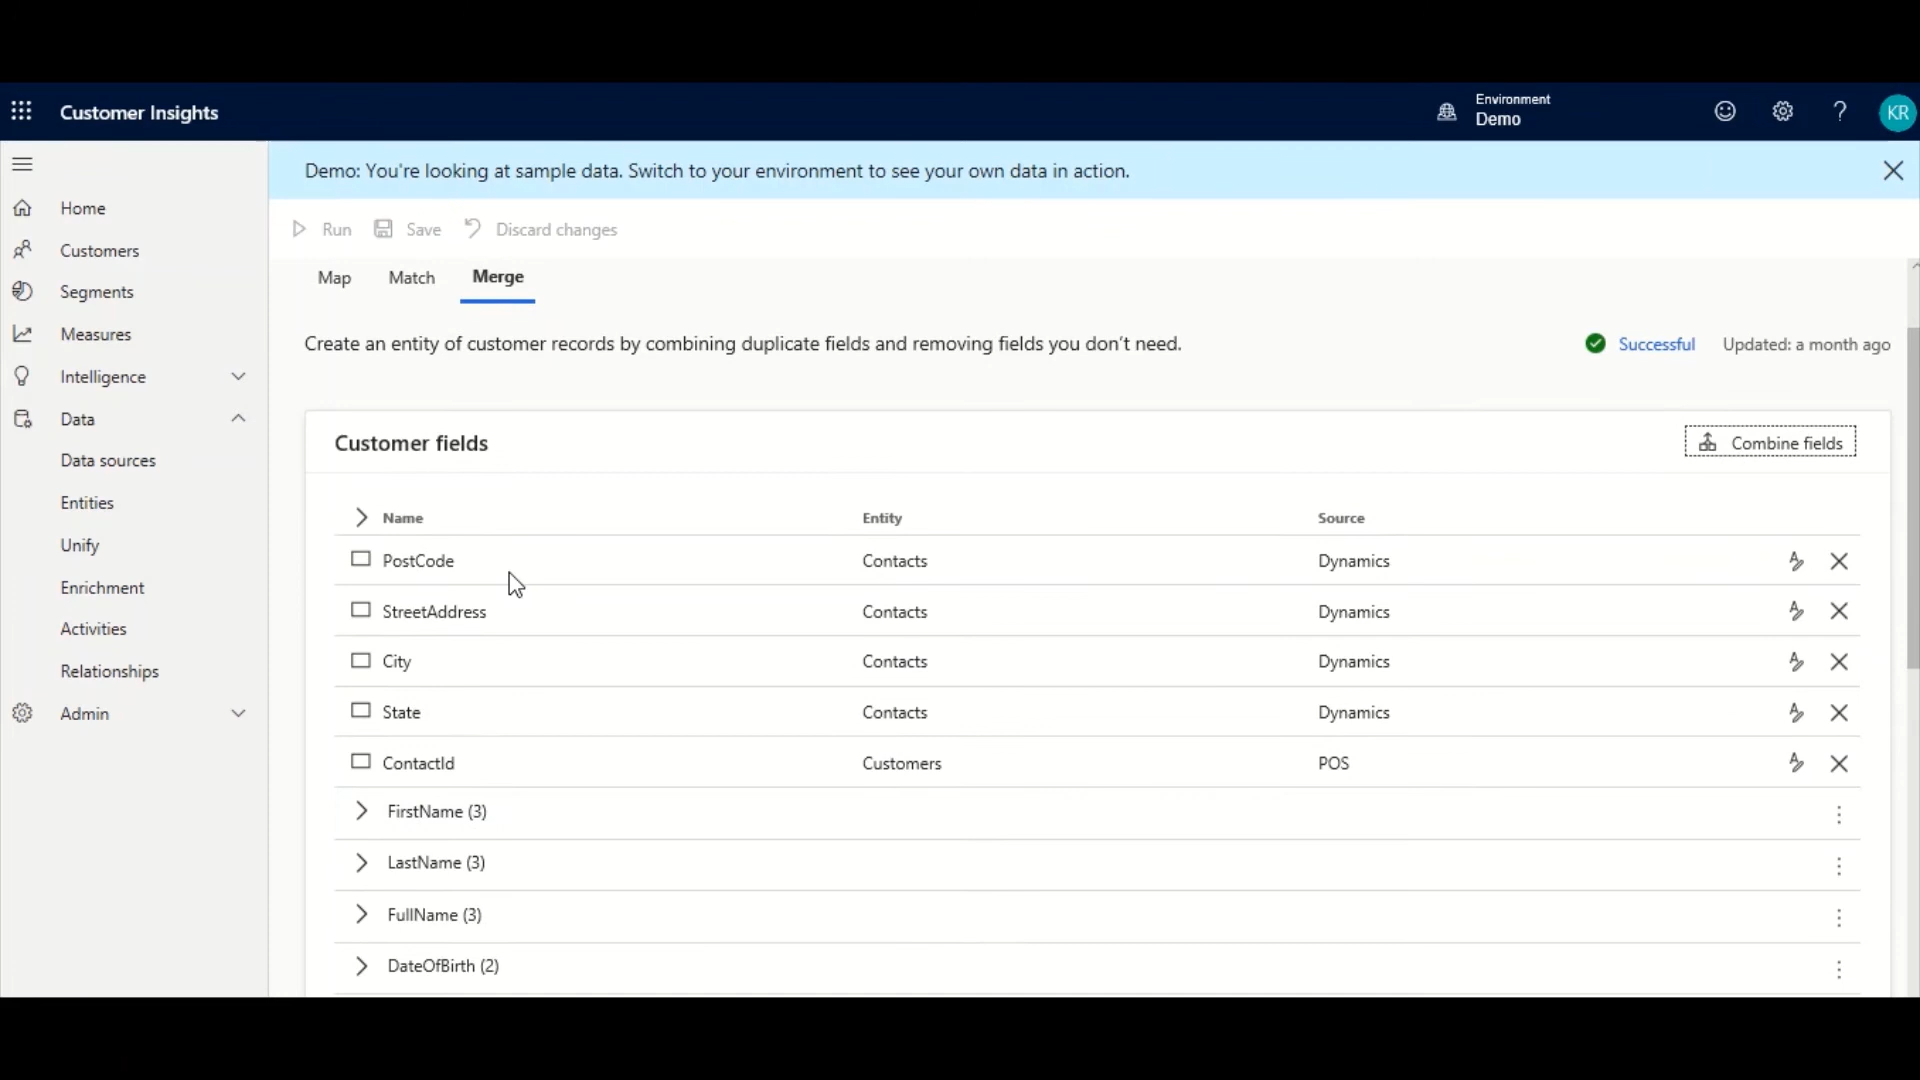 Customer Insights
Environment
Demo
KR
Demo: You're looking at sample data. Switch to your environment to see your own data in action.
Home
Customers
Segments
Measures
Intelligence
Data
Data sources
Entities
Unify
Enrichment
Activities
Relationships
Admin
Run
Save
Discard changes
Map
Match
Merge
Create an entity of customer records by combining duplicate fields and removing fields you don't need.
Successful
Updated: a month ago
Customer fields
Combine fields
Name Entity Source
PostCode Contacts Dynamics
StreetAddress Contacts Dynamics
City Contacts Dynamics
State Contacts Dynamics
ContactId Customers POS
FirstName (3)
LastName (3)
FullName (3)
DateOfBirth (2)